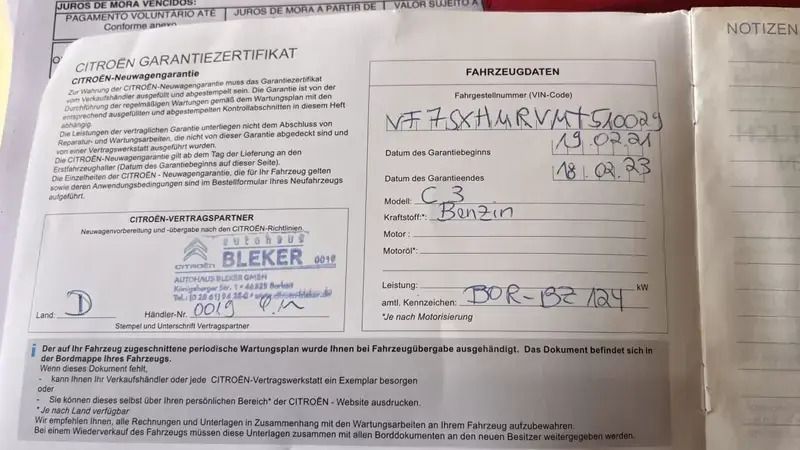 JUROS DE MORA VENCIDOS:
PAGAMENTO VOLUNTÁRIO ATÉ
JUROS DE MORA A PARTIR DE
VALOR SUJEITO A
Conforme anexo
CITROËN GARANTIEZERTIFIKAT
CITROËN-Neuwagengarantie
Zur Wahrung der CITROËN-Neuwagengarantie muss das Garantiezertifikat
vom Verkaufshändler ausgefüllt und abgestempelt sein. Die Garantie ist von der
Durchführung der regelmäßigen Wartungen gemäß dem Wartungsplan mit den
entsprechend ausgefüllten und abgestempelten Kontrollabschnitten in diesem Heft
abhängig.
Die Leistungen der vertraglichen Garantie unterliegen nicht dem Abschluss von
Reparatur- und Wartungsarbeiten, die nicht von dieser Garantie abgedeckt sind und
von einer Vertragswerkstatt ausgeführt wurden.
Die CITROËN-Neuwagengarantie gilt ab dem Tag der Lieferung an den
Erstfahrzeughalter (Datum des Garantiebeginns auf dieser Seite).
Die Einzelheiten der CITROËN - Neuwagengarantie, die für Ihr Fahrzeug gelten
sowie deren Anwendungsbedingungen sind im Bestellformular Ihres Neufahrzeugs
aufgeführt.
CITROËN-VERTRAGSPARTNER
Neuwagenvorbereitung und -übergabe nach den CITROËN-Richtlinien.
autohaus
BLEKER 0019
CITROËN
AUTOHAUS BLEKER GMBH
Königsberger Str. 1 • 46325 Borken
Land: D
Händler-Nr. 0019
Stempel und Unterschrift Vertragspartner
FAHRZEUGDATEN
Fahrgestellnummer (VIN-Code)
VF7SXHMRVMT510029
Datum des Garantiebeginns 19.02.21
Datum des Garantieendes 18.02.23
Modell: C3
Kraftstoff*: Benzin
Motor :
Motoröl*:
Leistung: kW
amtl. Kennzeichen: BOR-BZ 124
*Je nach Motorisierung
i Der auf Ihr Fahrzeug zugeschnittene periodische Wartungsplan wurde Ihnen bei Fahrzeugübergabe ausgehändigt. Das Dokument befindet sich in
der Bordmappe Ihres Fahrzeugs.
Wenn dieses Dokument fehlt,
- kann Ihnen Ihr Verkaufshändler oder jede CITROËN-Vertragswerkstatt ein Exemplar besorgen
oder
- Sie können dieses selbst über Ihren persönlichen Bereich* der CITROËN - Website ausdrucken.
* Je nach Land verfügbar
Wir empfehlen Ihnen, alle Rechnungen und Unterlagen in Zusammenhang mit den Wartungsarbeiten an Ihrem Fahrzeug aufzubewahren.
Bei einem Wiederverkauf des Fahrzeugs müssen diese Unterlagen zusammen mit allen Borddokumenten an den neuen Besitzer weitergegeben werden.
NOTIZEN